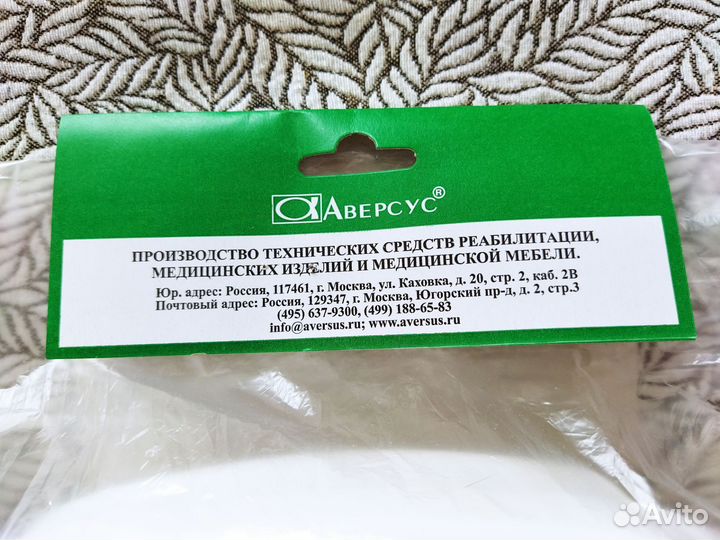 Аверсус®
ПРОИЗВОДСТВО ТЕХНИЧЕСКИХ СРЕДСТВ РЕАБИЛИТАЦИИ,
МЕДИЦИНСКИХ ИЗДЕЛИЙ И МЕДИЦИНСКОЙ МЕБЕЛИ.
Юр. адрес: Россия, 117461, г. Москва, ул. Каховка, д. 20, стр. 2, каб. 2В
Почтовый адрес: Россия, 129347, г. Москва, Югорский пр-д, д. 2, стр.3
(495) 637-9300, (499) 188-65-83
info@aversus.ru; www.aversus.ru
Avito